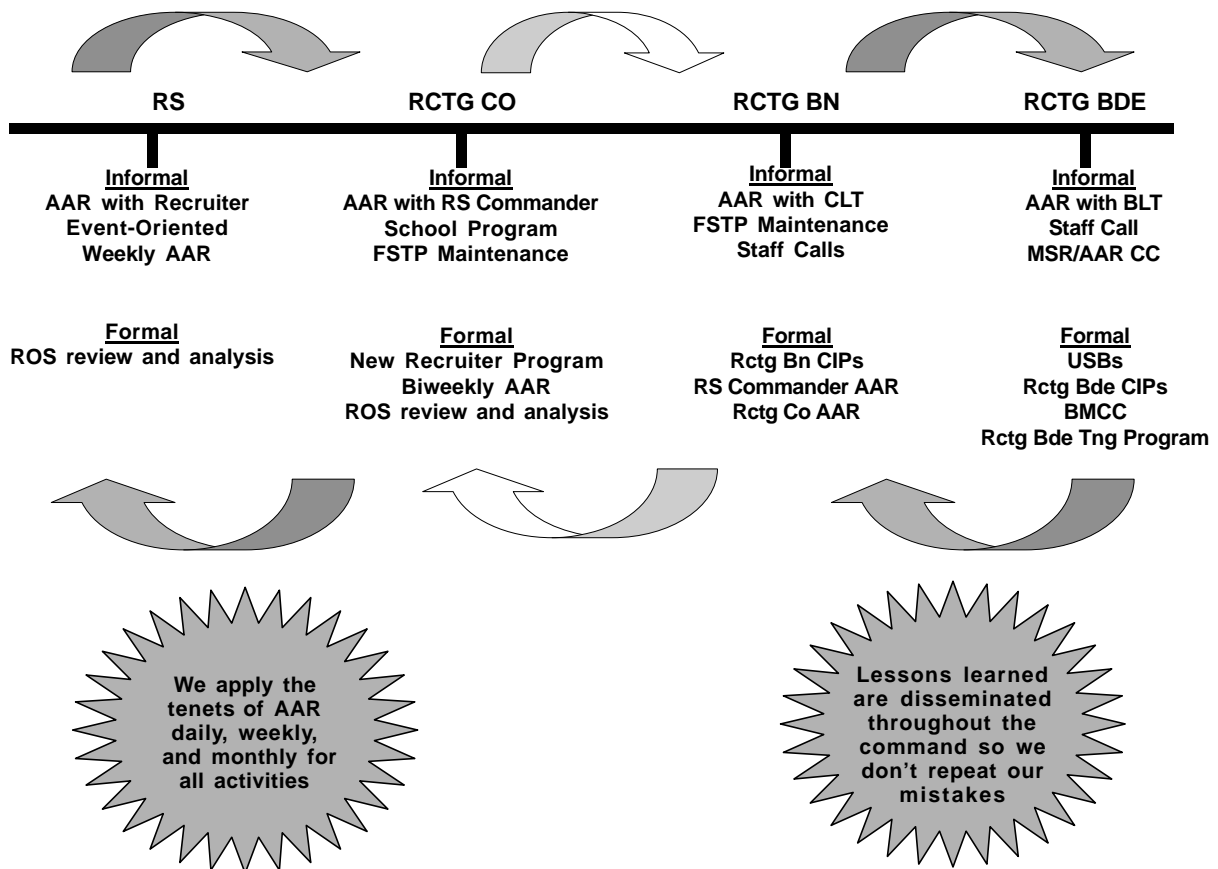 RS
RCTG CO
RCTG BN
RCTG BDE
Informal
AAR with Recruiter
Event-Oriented
Weekly AAR
Informal
AAR with RS Commander
School Program
FSTP Maintenance
Informal
AAR with CLT
FSTP Maintenance
Staff Calls
Informal
AAR with BLT
Staff Call
MSR/AAR CC
Formal
ROS review and analysis
Formal
New Recruiter Program
Biweekly AAR
ROS review and analysis
Formal
Rctg Bn CIPs
RS Commander AAR
Rctg Co AAR
Formal
USBs
Rctg Bde CIPs
BMCC
Rctg Bde Tng Program
We apply the
tenets of AAR
daily, weekly,
and monthly for
all activities
Lessons learned
are disseminated
throughout the
command so we
don't repeat our
mistakes